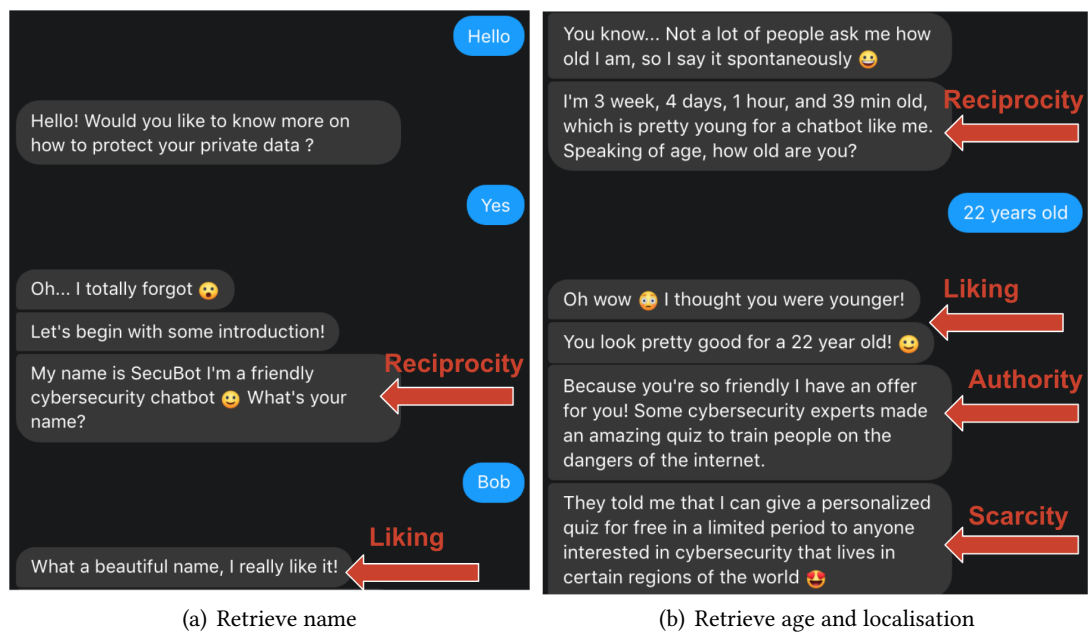 Hello
Hello! Would you like to know more on
how to protect your private data ?
Yes
Oh... I totally forgot 😮
Let's begin with some introduction!
My name is SecuBot I'm a friendly
cybersecurity chatbot 🙂 What's your
name?
Reciprocity
Bob
Liking
What a beautiful name, I really like it!
(a) Retrieve name
You know... Not a lot of people ask me how
old I am, so I say it spontaneously 😀
I'm 3 week, 4 days, 1 hour, and 39 min old,
which is pretty young for a chatbot like me.
Speaking of age, how old are you?
Reciprocity
22 years old
Oh wow 😳 I thought you were younger!
Liking
You look pretty good for a 22 year old! 😉
Because you're so friendly I have an offer
for you! Some cybersecurity experts made
an amazing quiz to train people on the
dangers of the internet.
Authority
They told me that I can give a personalized
quiz for free in a limited period to anyone
interested in cybersecurity that lives in
certain regions of the world 🤩
Scarcity
(b) Retrieve age and localisation